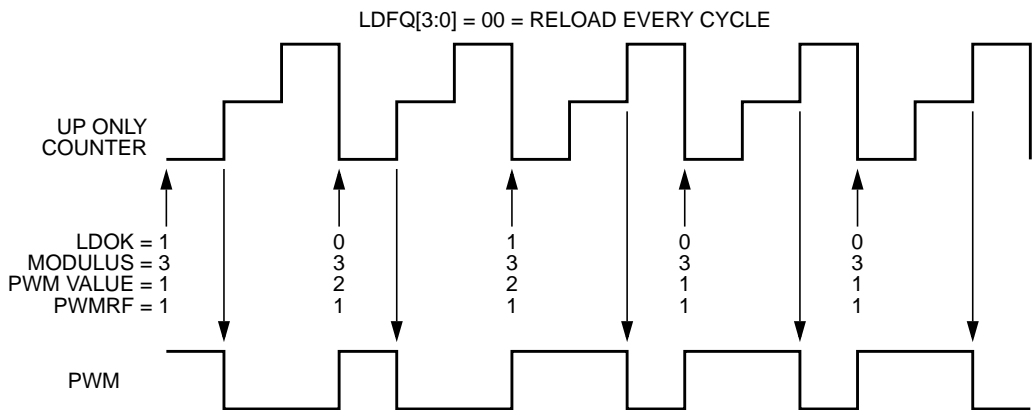 LDFQ[3:0] = 00 = RELOAD EVERY CYCLE
UP ONLY
COUNTER
LDOK = 1 0 1 0 0
MODULUS = 3 3 3 3 3
PWM VALUE = 1 2 2 1 1
PWMRF = 1 1 1 1 1
PWM